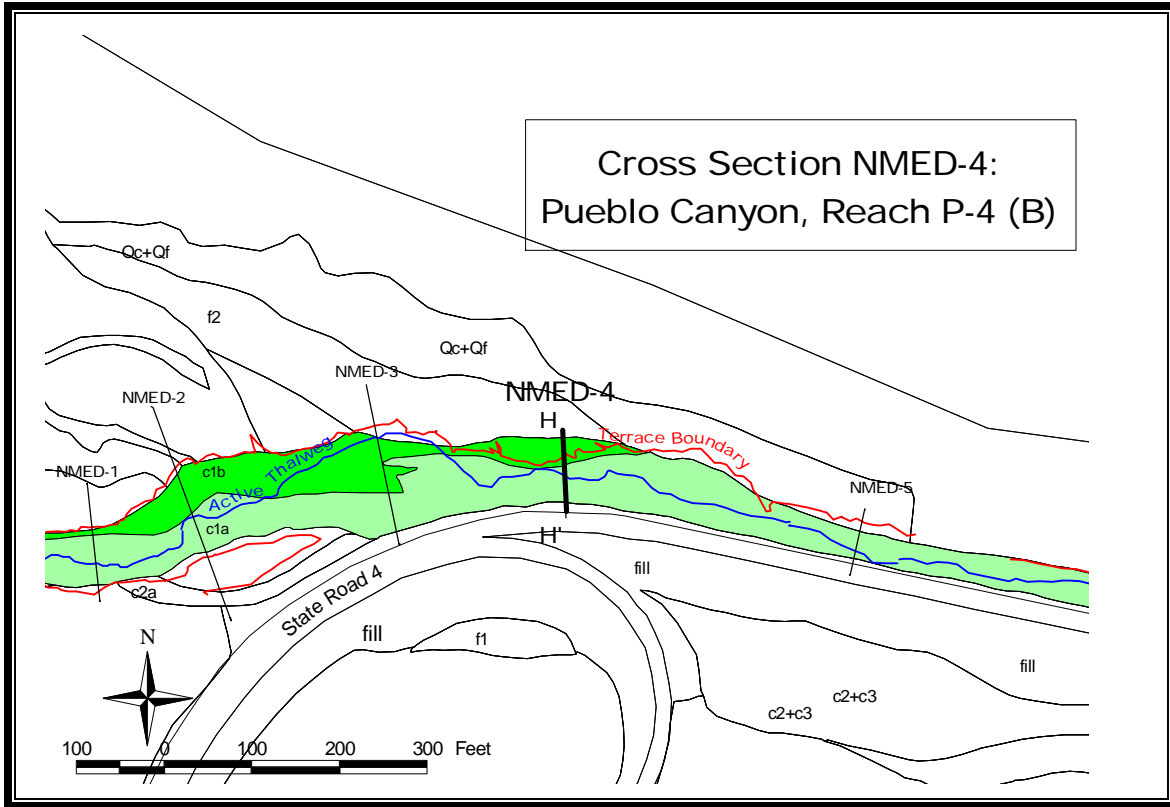 Cross Section NMED-4:
Pueblo Canyon, Reach P-4 (B)
Qc+Qf
f2
Qc+Qf
NMED-3
NMED-4
NMED-2
H
Terrace Boundary
NMED-1
c1b
Active Thalweg
NMED-5
c1a
H'
c2a
fill
State Road 4
fill
f1
N
fill
c2+c3
c2+c3
100 0 100 200 300 Feet